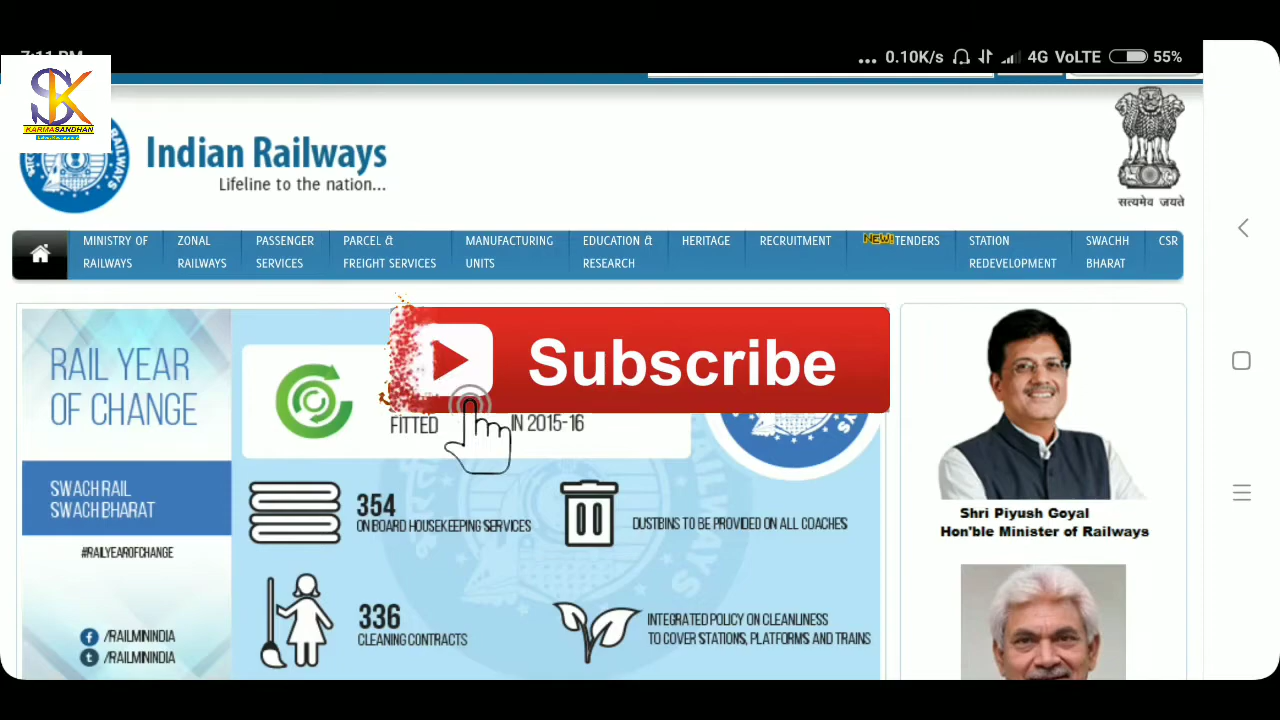 0.10K/s 4G VoLTE 55%
KARMASANDHAN
Indian Railways
Lifeline to the nation...
सत्यमेव जयते
MINISTRY OF RAILWAYS
ZONAL RAILWAYS
PASSENGER SERVICES
PARCEL & FREIGHT SERVICES
MANUFACTURING UNITS
EDUCATION & RESEARCH
HERITAGE
RECRUITMENT
NEW! TENDERS
STATION REDEVELOPMENT
SWACHH BHARAT
CSR
RAIL YEAR
OF CHANGE
SWACH RAIL
SWACH BHARAT
#RAILYEAROFCHANGE
/RAILMININDIA
/RAILMININDIA
Subscribe
FITTED IN 2015-16
354
ONBOARD HOUSEKEEPING SERVICES
DUSTBINS TO BE PROVIDED ON ALL COACHES
336
CLEANING CONTRACTS
INTEGRATED POLICY ON CLEANLINESS
TO COVER STATIONS, PLATFORMS AND TRAINS
Shri Piyush Goyal
Hon'ble Minister of Railways